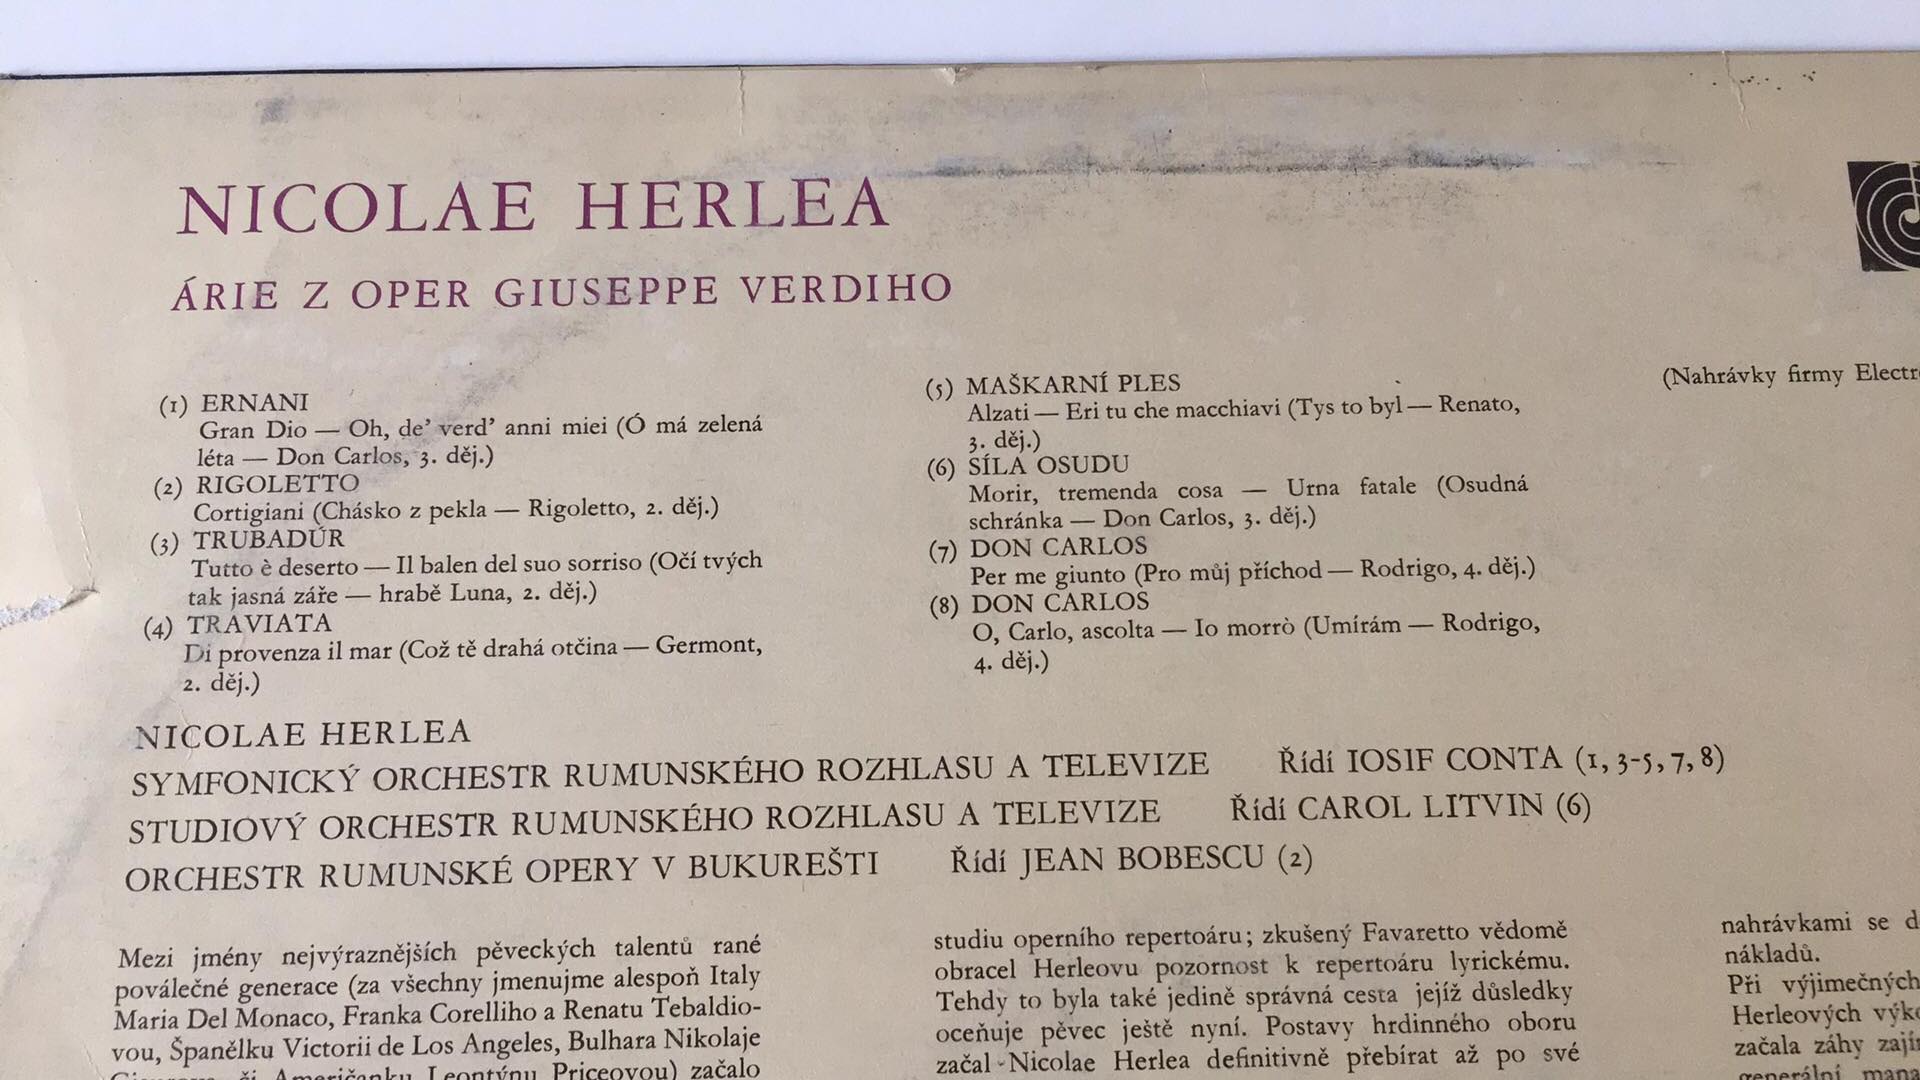 NICOLAE HERLEA
ÁRIE Z OPER GIUSEPPE VERDIHO
(1) ERNANI
Gran Dio — Oh, de’ verd’ anni miei (Ó má zelená
léta — Don Carlos, 3. děj.)
(2) RIGOLETTO
Cortigiani (Chásko z pekla — Rigoletto, 2. děj.)
(3) TRUBADÚR
Tutto è deserto — Il balen del suo sorriso (Očí tvých
tak jasná záře — hrabě Luna, 2. děj.)
(4) TRAVIATA
Di provenza il mar (Což tě drahá otčina — Germont,
2. děj.)
(5) MAŠKARNÍ PLES
Alzati — Eri tu che macchiavi (Tys to byl — Renato,
3. děj.)
(6) SÍLA OSUDU
Morir, tremenda cosa — Urna fatale (Osudná
schránka — Don Carlos, 3. děj.)
(7) DON CARLOS
Per me giunto (Pro můj příchod — Rodrigo, 4. děj.)
(8) DON CARLOS
O, Carlo, ascolta — Io morrò (Umírám — Rodrigo,
4. děj.)
(Nahrávky firmy
NICOLAE HERLEA
SYMFONICKÝ ORCHESTR RUMUNSKÉHO ROZHLASU A TELEVIZE Řídí IOSIF CONTA (1, 3-5, 7, 8)
STUDIOVÝ ORCHESTR RUMUNSKÉHO ROZHLASU A TELEVIZE Řídí CAROL LITVIN (6)
ORCHESTR RUMUNSKÉ OPERY V BUKUREŠTI Řídí JEAN BOBESCU (2)
Mezi jmény nejvýraznějších pěveckých talentů rané
poválečné generace (za všechny jmenujme alespoň Italy
Maria Del Monaco, Franka Corelliho a Renatu Tebaldio-
vou, Španělku Victorii de Los Angeles, Bulhara Nikolaje
či Američanku Leontýnu Priceovou) začalo
studiu operního repertoáru; zkušený Favaretto vědomě
obracel Herleovu pozornost k repertoáru lyrickému.
Tehdy to byla také jedině správná cesta jejíž důsledky
oceňuje pěvec ještě nyní. Postavy hrdinného oboru
začal Nicolae Herlea definitivně přebírat až po své
nahrávkami se
nákladů.
Při výjimečných
Herleových
začala záhy
generální